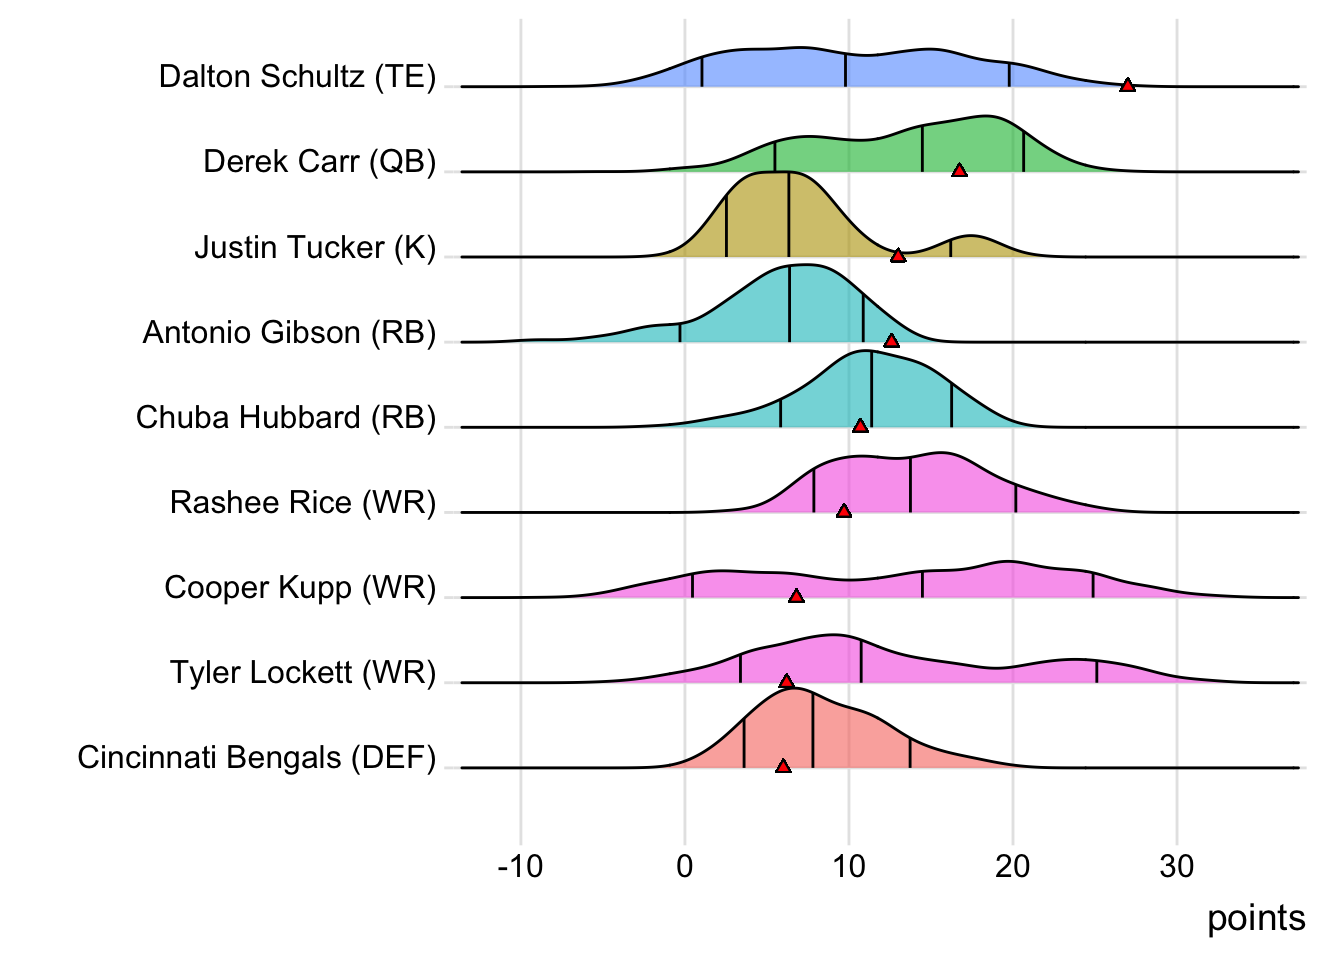 Dalton Schultz (TE)
Derek Carr (QB)
Justin Tucker (K)
Antonio Gibson (RB)
Chuba Hubbard (RB)
Rashee Rice (WR)
Cooper Kupp (WR)
Tyler Lockett (WR)
Cincinnati Bengals (DEF)
-10 0 10 20 30
points